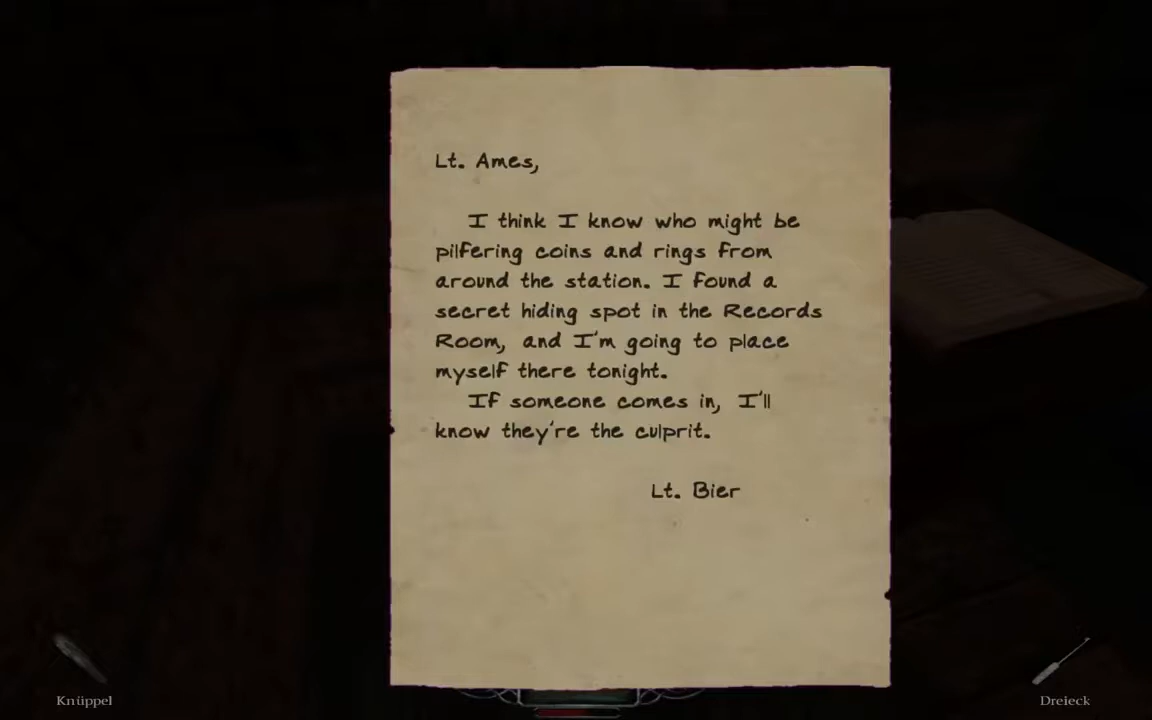 Lt. Ames,
I think I know who might be
pilfering coins and rings from
around the station. I found a
secret hiding spot in the Records
Room, and I'm going to place
myself there tonight.
If someone comes in, I'll
know they're the culprit.
Lt. Bier
Knüppel
Dreieck